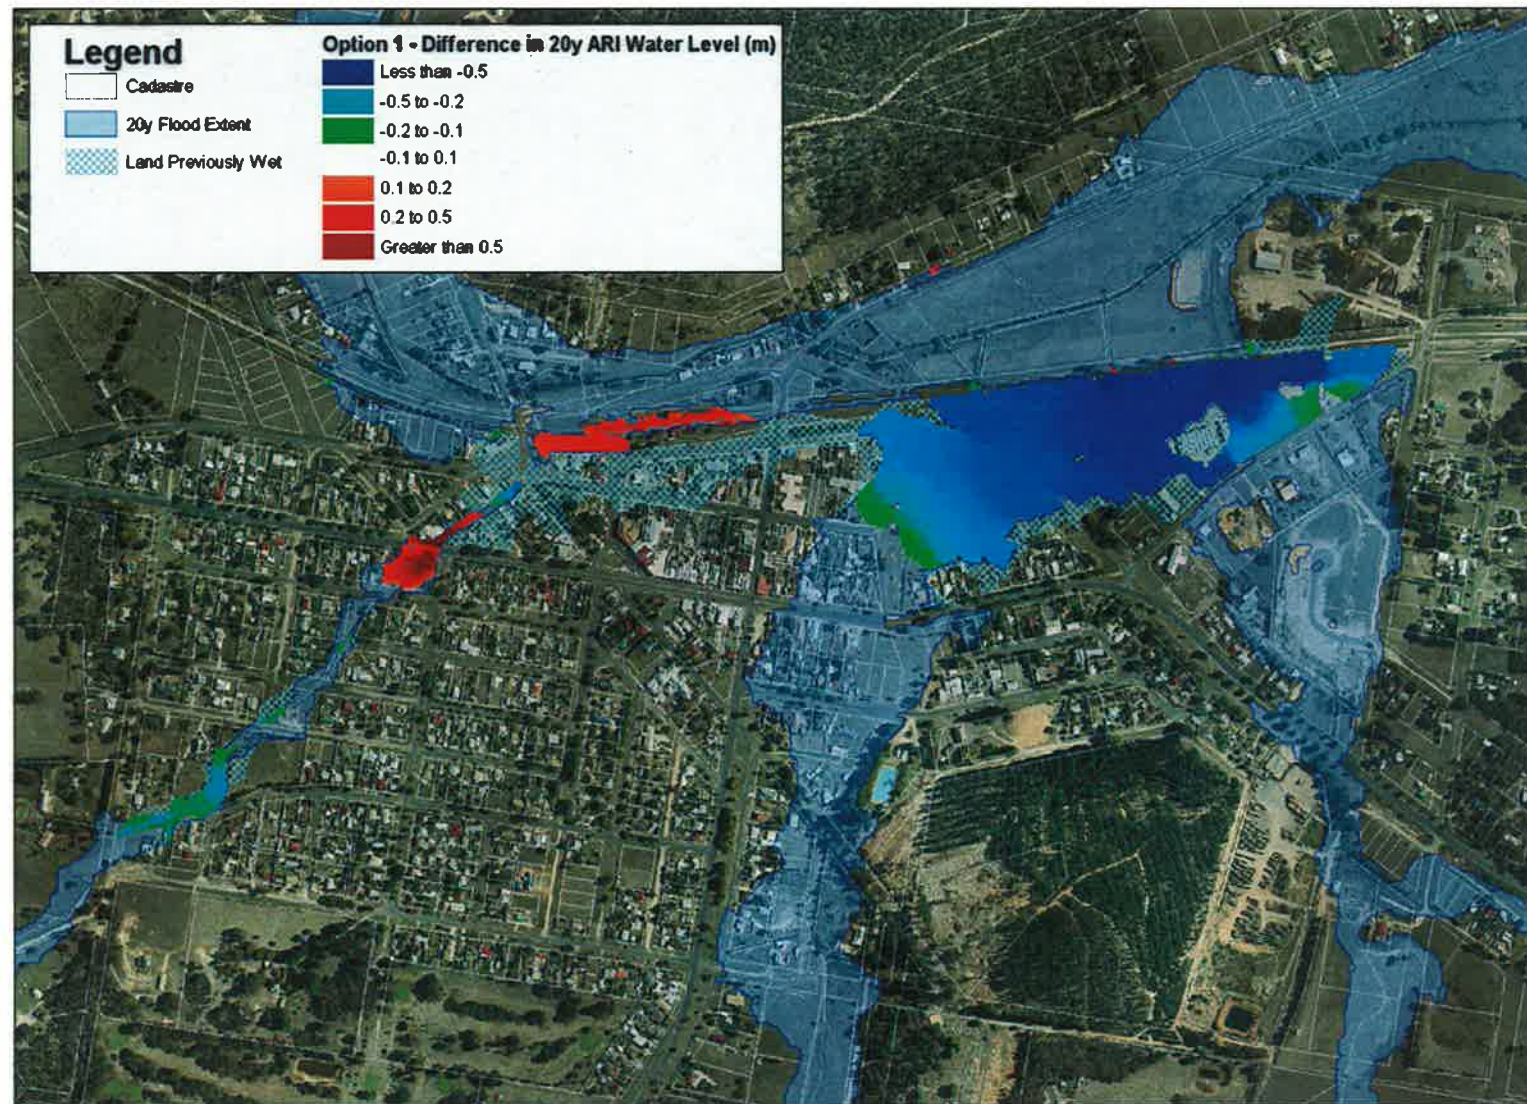 Legend
Cadastre
20y Flood Extent
Land Previously Wet
Option 1 - Difference in 20y ARI Water Level (m)
Less than -0.5
-0.5 to -0.2
-0.2 to -0.1
-0.1 to 0.1
0.1 to 0.2
0.2 to 0.5
Greater than 0.5